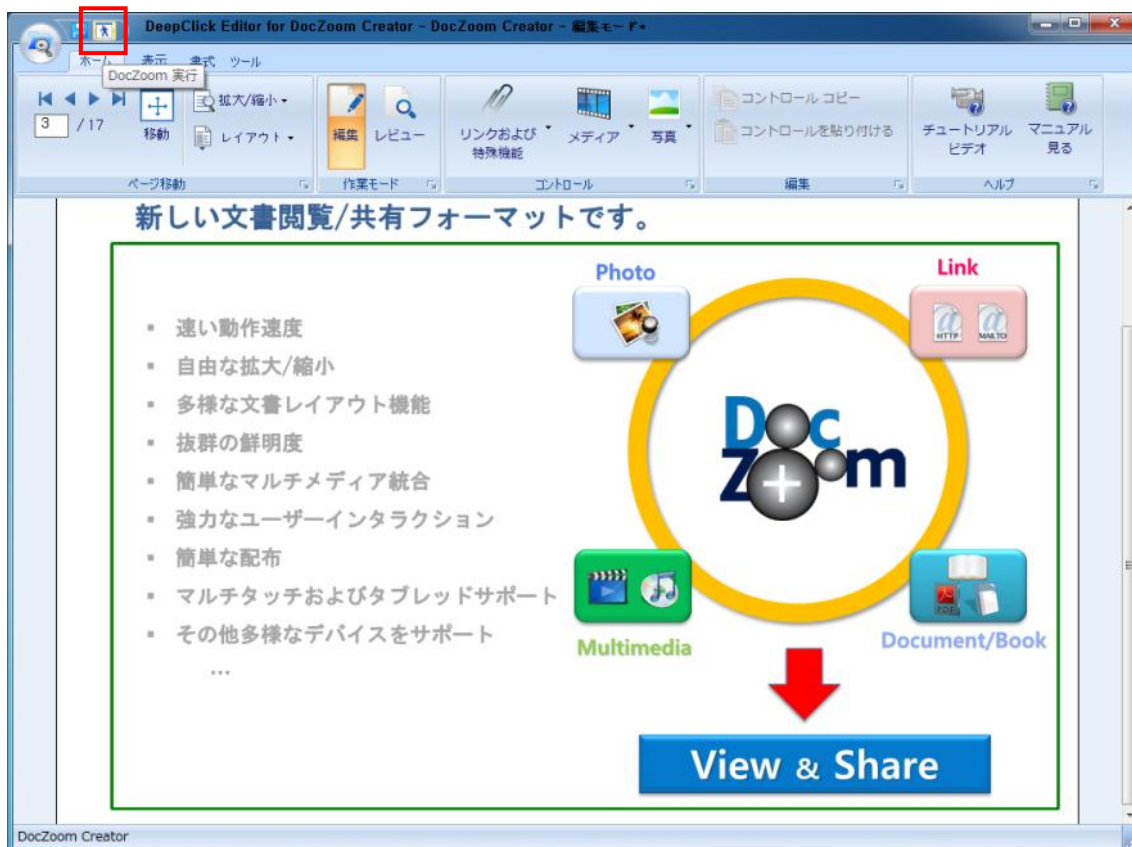 DeepClick Editor for DocZoom Creator - DocZoom Creator - 編集モード*
ホーム 表示 書式 ツール
DocZoom 実行
3 / 17
移動
拡大/縮小
レイアウト
ページ移動
編集 レビュー
作業モード
リンクおよび
特殊機能
メディア
写真
コントロール
コントロール コピー
コントロールを貼り付ける
編集
チュートリアル
ビデオ
マニュアル
見る
ヘルプ
新しい文書閲覧/共有フォーマットです。
▪ 速い動作速度
▪ 自由な拡大/縮小
▪ 多様な文書レイアウト機能
▪ 抜群の鮮明度
▪ 簡単なマルチメディア統合
▪ 強力なユーザーインタラクション
▪ 簡単な配布
▪ マルチタッチおよびタブレッドサポート
▪ その他多様なデバイスをサポート
...
Photo
Link
HTTP MAILTO
Doc
Zoom
Multimedia
PDF
Document/Book
View & Share
DocZoom Creator